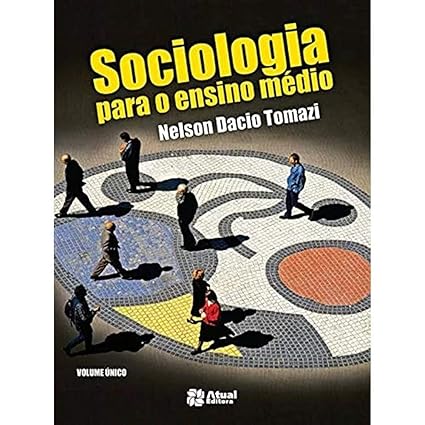 Sociologia
para o ensino médio
Nelson Dacio Tomazi
VOLUME ÚNICO
Atual
Editora